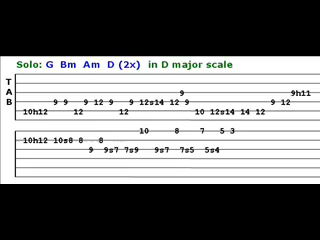 Solo: G Bm Am D (2x) in D major scale
T
A
B
9 9h11
9 9 9 12 9 9 12s14 12 9 9 12
10h12 12 12 10 12s14 14 12
10 8 7 5 3
10h12 10s8 8 8
9 9s7 7s9 9s7 7s5 5s4